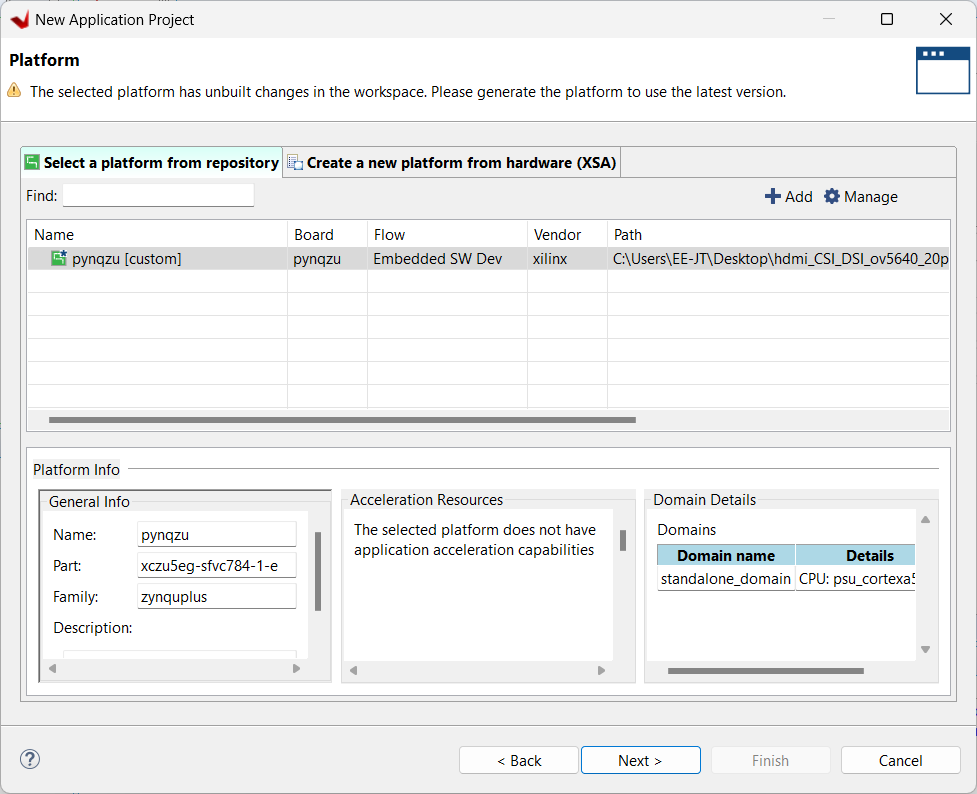 New Application Project
Platform
The selected platform has unbuilt changes in the workspace. Please generate the platform to use the latest version.
Select a platform from repository
Create a new platform from hardware (XSA)
Find:
Add
Manage
Name Board Flow Vendor Path
pynqzu [custom] pynqzu Embedded SW Dev xilinx C:\Users\EE-JT\Desktop\hdmi_CSI_DSI_ov5640_20p
Platform Info
General Info
Name: pynqzu
Part: xczu5eg-sfvc784-1-e
Family: zynquplus
Description:
Acceleration Resources
The selected platform does not have
application acceleration capabilities
Domain Details
Domains
Domain name Details
standalone_domain CPU: psu_cortexa5
?
< Back
Next >
Finish
Cancel